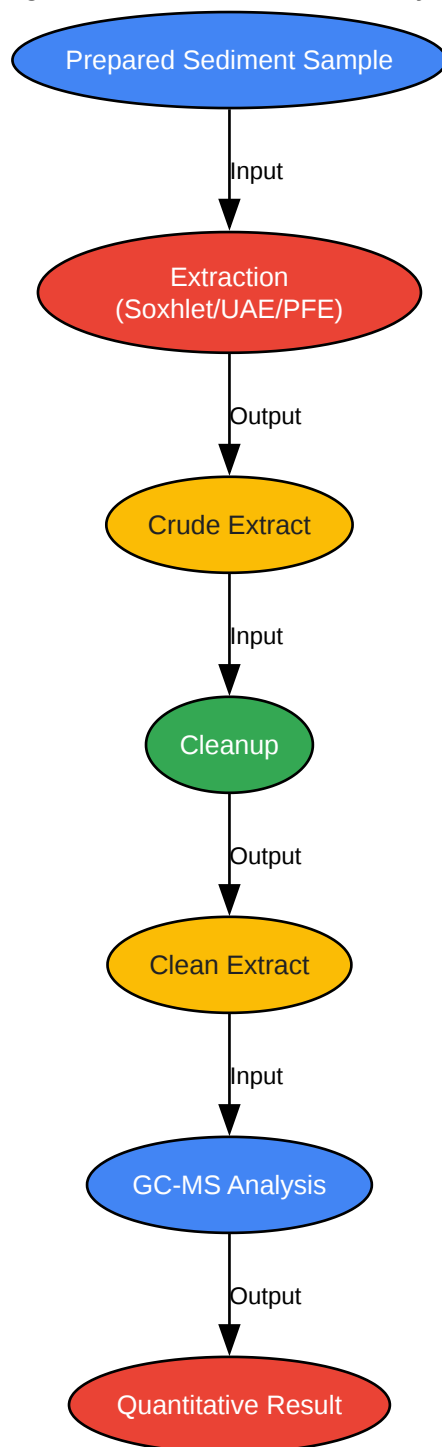 Prepared Sediment Sample
Input
Extraction
(Soxhlet/UAE/PFE)
Output
Crude Extract
Input
Cleanup
Output
Clean Extract
Input
GC-MS Analysis
Output
Quantitative Result